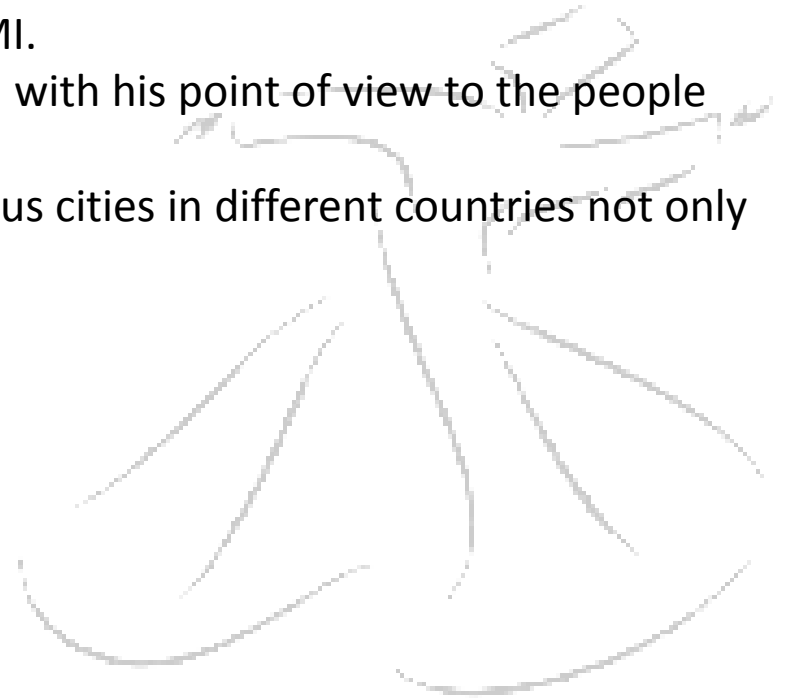 MI.
with his point of view to the people
us cities in different countries not only